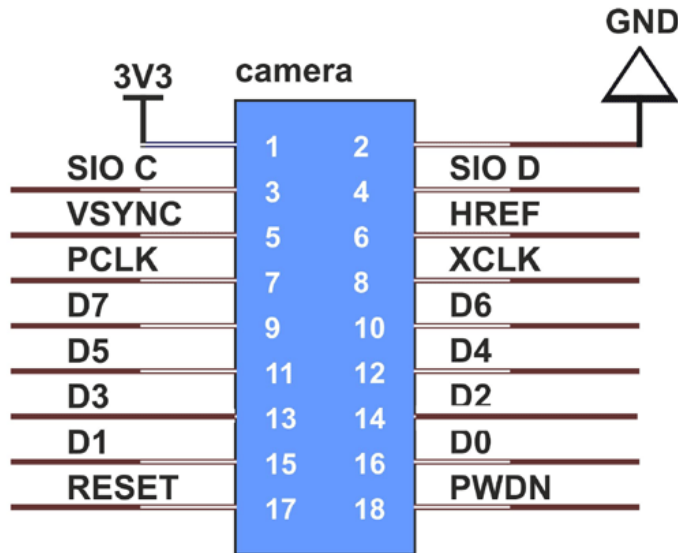 GND
3V3 camera
1 2
SIO C SIO D
3 4
VSYNC HREF
5 6
PCLK XCLK
7 8
D7 D6
9 10
D5 D4
11 12
D3 D2
13 14
D1 D0
15 16
RESET PWDN
17 18